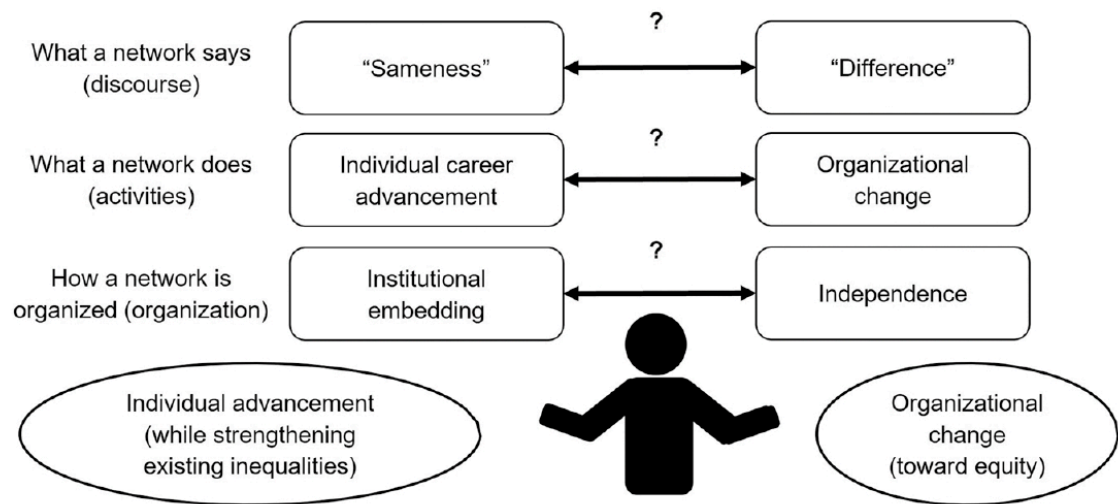 ?
What a network says
(discourse)
“Sameness”
“Difference”
?
What a network does
(activities)
Individual career
advancement
Organizational
change
?
How a network is
organized (organization)
Institutional
embedding
Independence
Individual advancement
(while strengthening
existing inequalities)
Organizational
change
(toward equity)